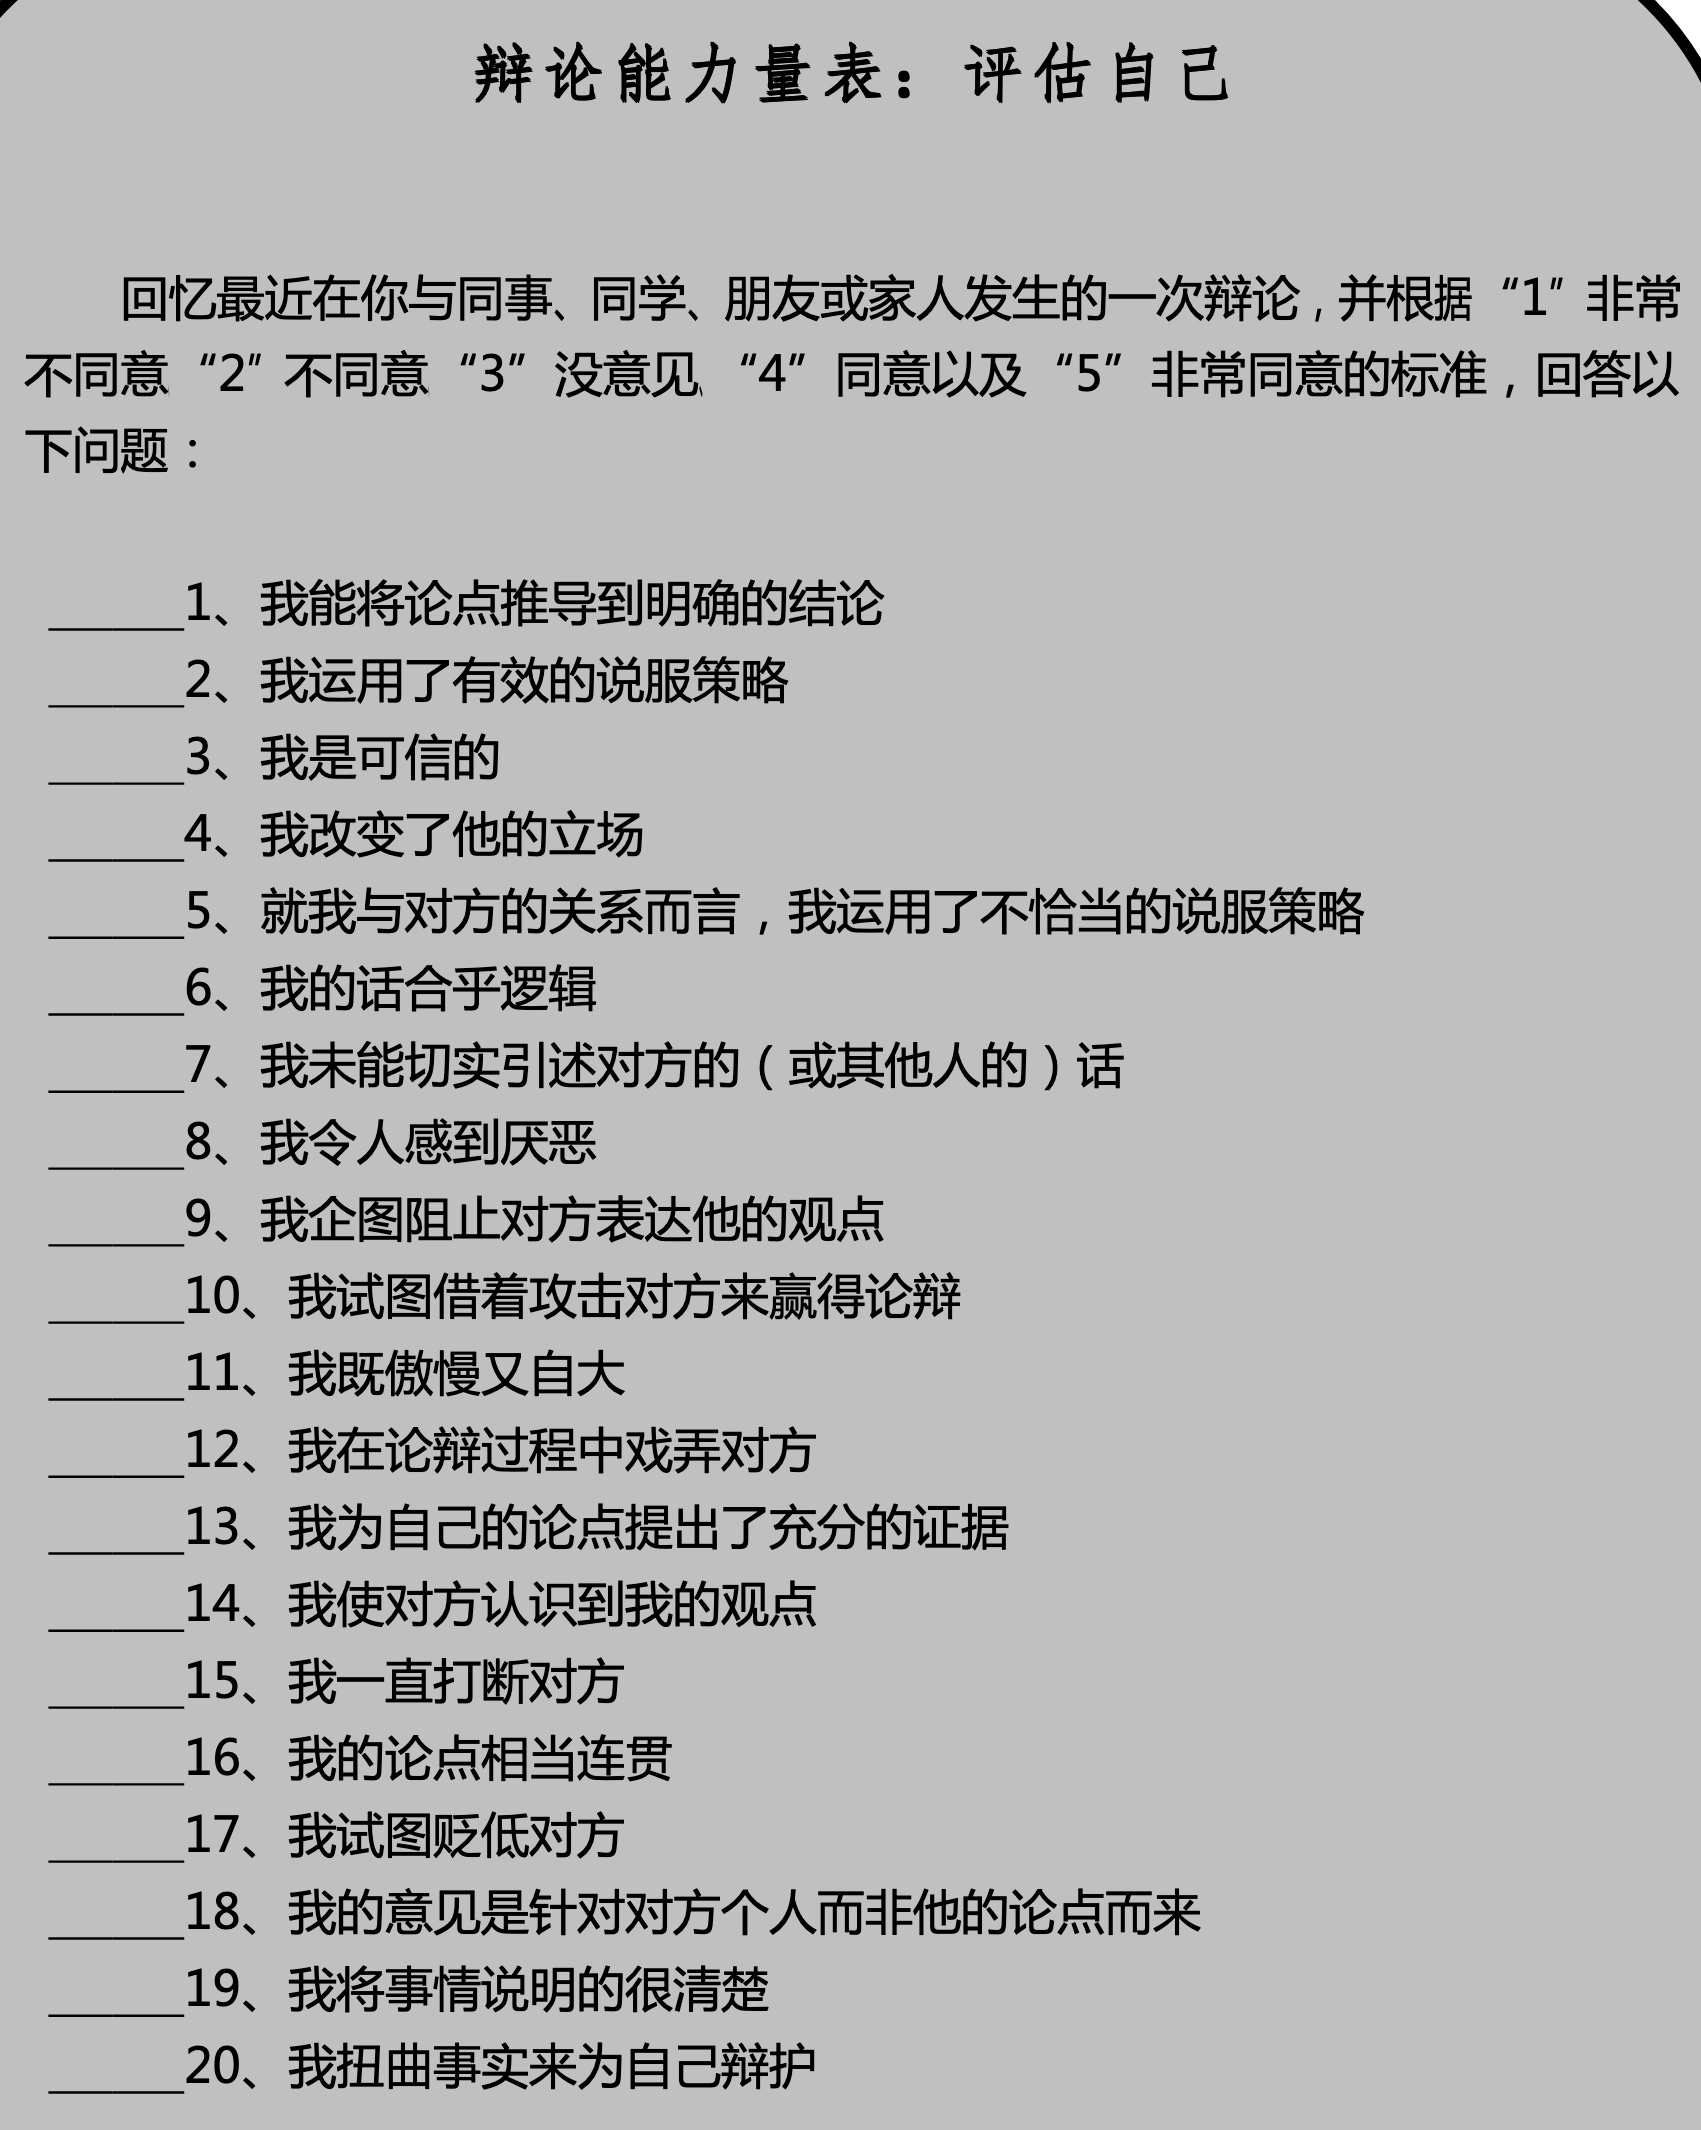 辩论能力量表：评估自己
回忆最近在你与同事、同学、朋友或家人发生的一次辩论，并根据“1”非常
不同意“2”不同意“3”没意见、“4”同意以及“5”非常同意的标准，回答以
下问题：
______1、我能将论点推导到明确的结论
______2、我运用了有效的说服策略
______3、我是可信的
______4、我改变了他的立场
______5、就我与对方的关系而言，我运用了不恰当的说服策略
______6、我的话合乎逻辑
______7、我未能切实引述对方的（或其他人的）话
______8、我令人感到厌恶
______9、我企图阻止对方表达他的观点
______10、我试图借着攻击对方来赢得论辩
______11、我既傲慢又自大
______12、我在论辩过程中戏弄对方
______13、我为自己的论点提出了充分的证据
______14、我使对方认识到我的观点
______15、我一直打断对方
______16、我的论点相当连贯
______17、我试图贬低对方
______18、我的意见是针对对方个人而非他的论点而来
______19、我将事情说明的很清楚
______20、我扭曲事实来为自己辩护